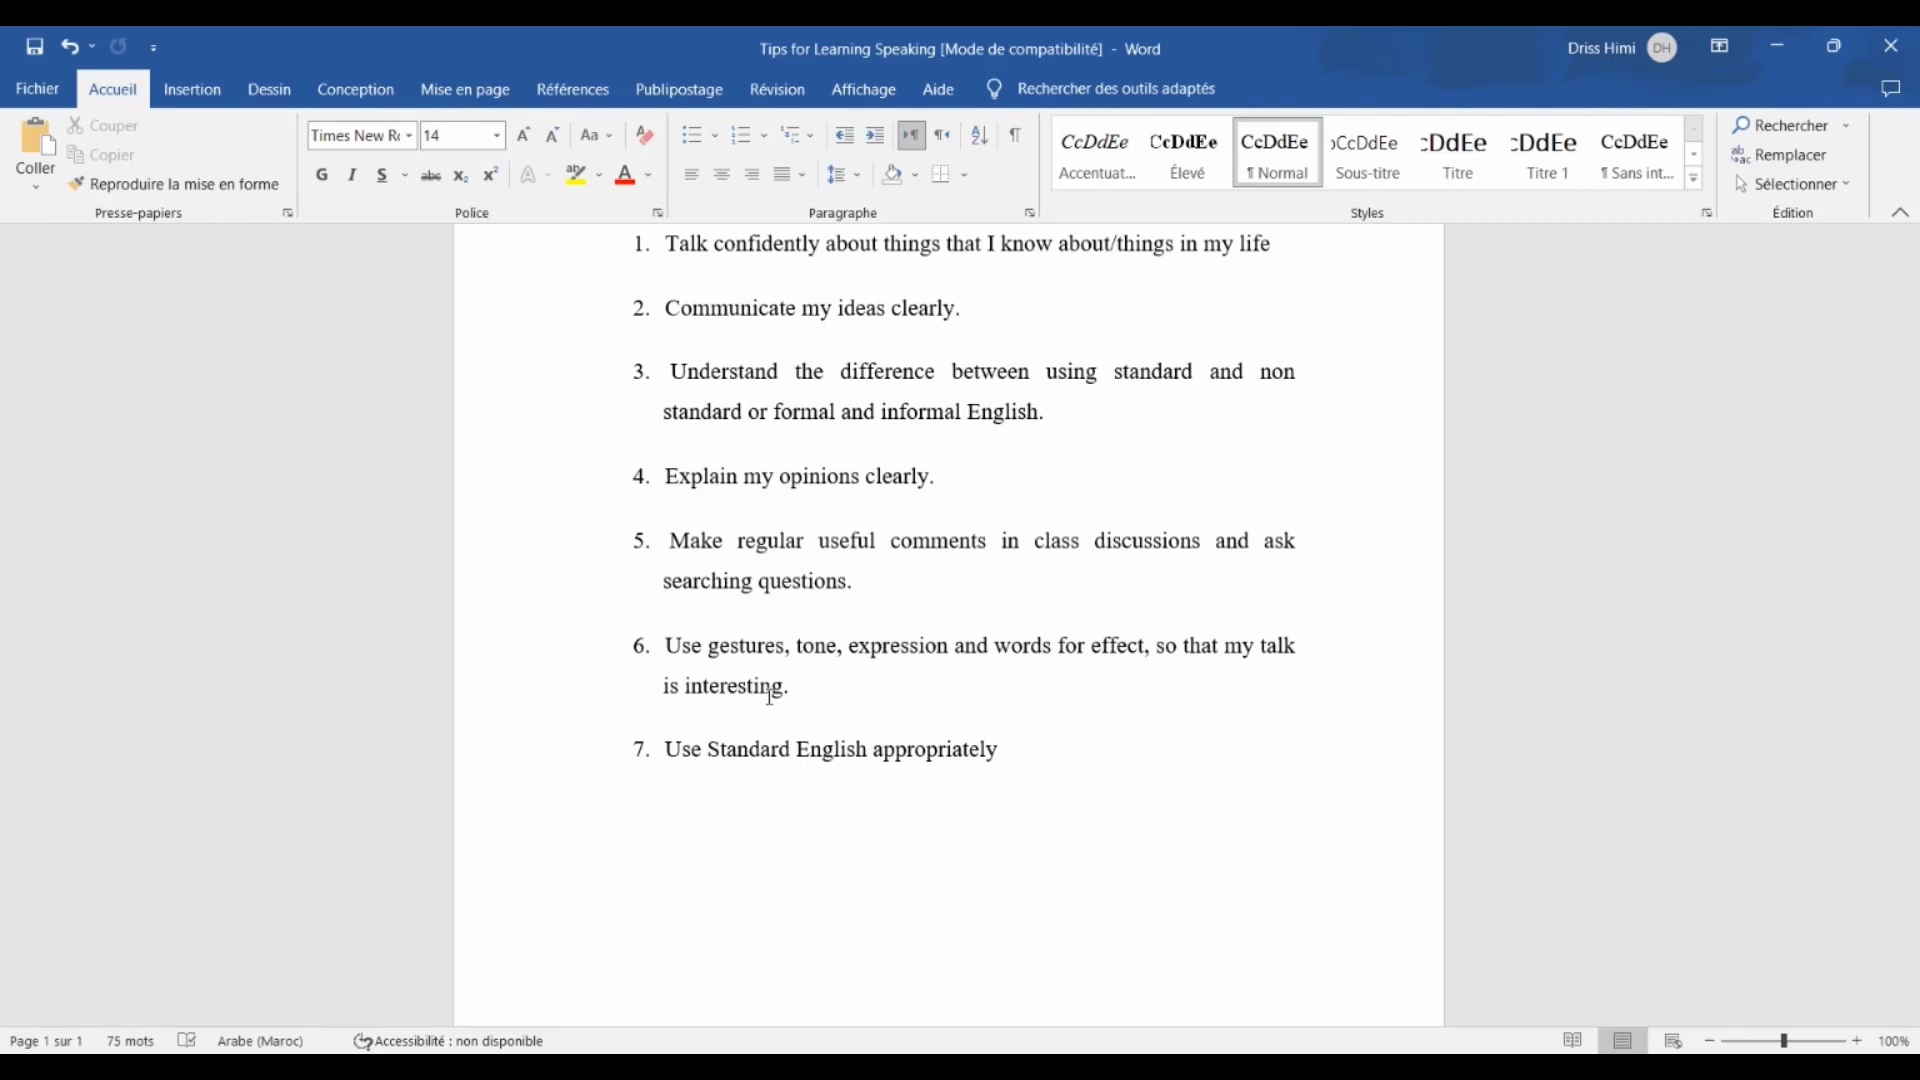 Tips for Learning Speaking [Mode de compatibilité] - Word
Driss Himi DH
Fichier Accueil Insertion Dessin Conception Mise en page Références Publipostage Révision Affichage Aide Rechercher des outils adaptés
Coller
Couper
Copier
Reproduire la mise en forme
Presse-papiers
Times New Ro 14
Aa
G I S abc X₂ X²
Police
Paragraphe
CcDdEe CcDdEe CcDdEe CcDdEe CcDdEe CcDdEe CcDdEe
Accentuat... Élevé ¶ Normal Sous-titre Titre Titre 1 ¶ Sans int...
Styles
Rechercher
Remplacer
Sélectionner
Édition
1. Talk confidently about things that I know about/things in my life
2. Communicate my ideas clearly.
3. Understand the difference between using standard and non
standard or formal and informal English.
4. Explain my opinions clearly.
5. Make regular useful comments in class discussions and ask
searching questions.
6. Use gestures, tone, expression and words for effect, so that my talk
is interesting.
7. Use Standard English appropriately
Page 1 sur 1 75 mots Arabe (Maroc) Accessibilité : non disponible 100%